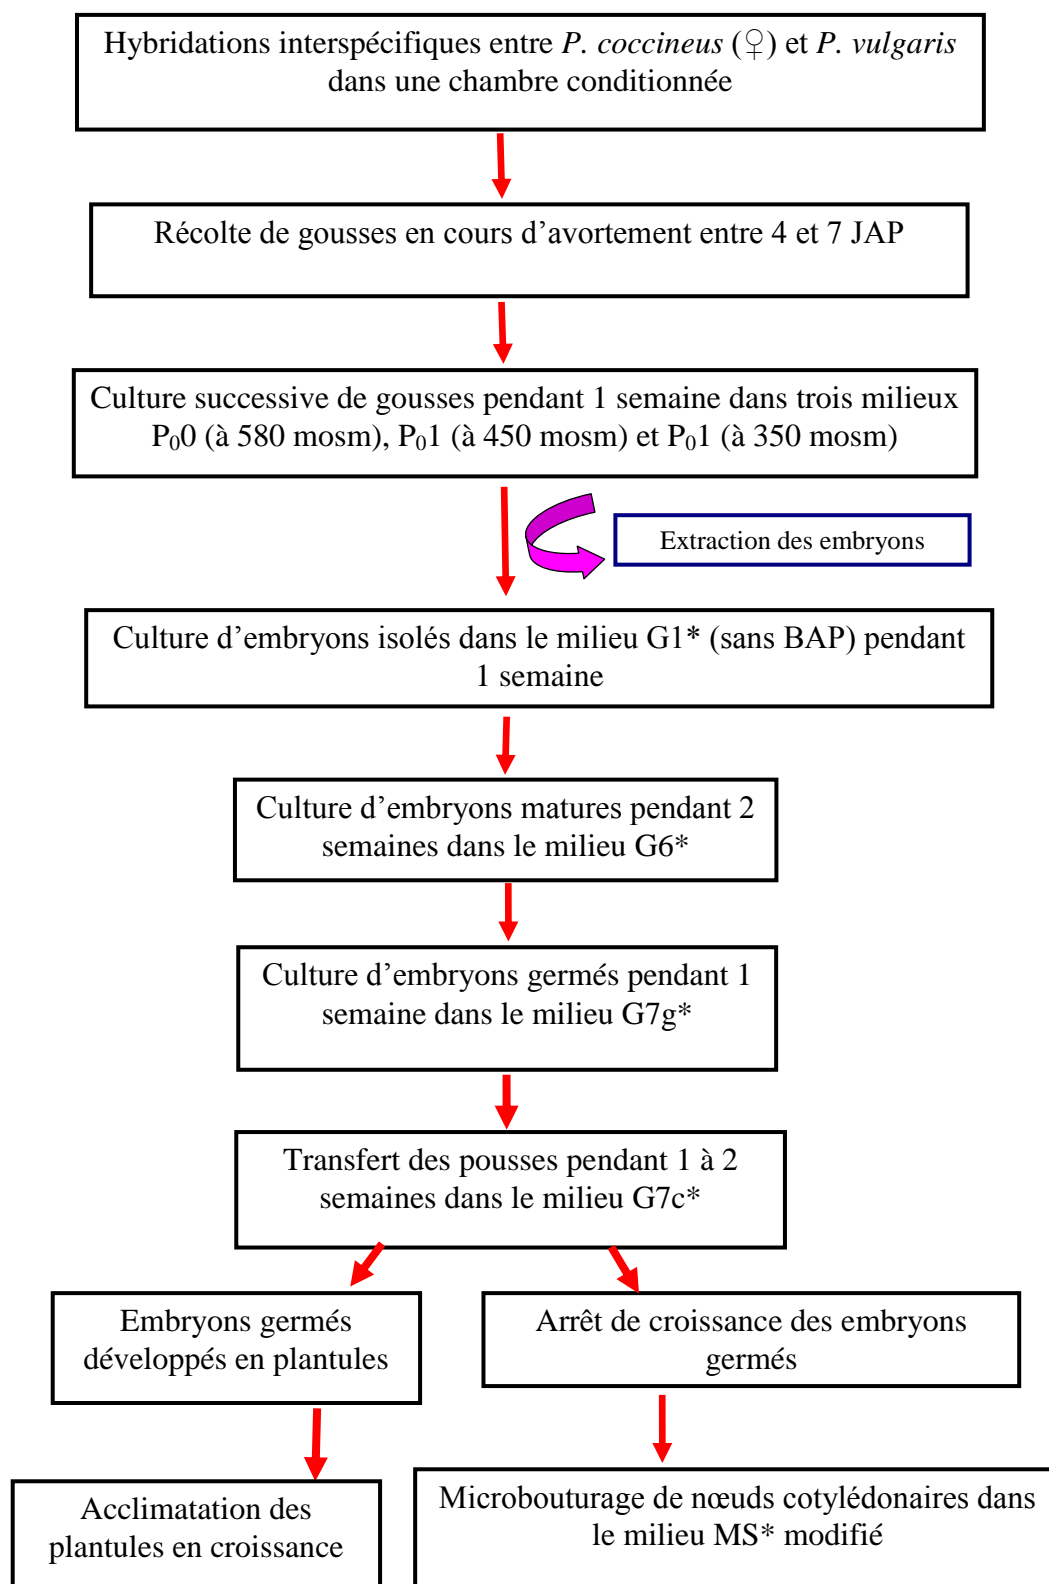 Hybridations interspécifiques entre P. coccineus (♀) et P. vulgaris
dans une chambre conditionnée
Récolte de gousses en cours d’avortement entre 4 et 7 JAP
Culture successive de gousses pendant 1 semaine dans trois milieux
P₀0 (à 580 mosm), P₀1 (à 450 mosm) et P₀1 (à 350 mosm)
Extraction des embryons
Culture d’embryons isolés dans le milieu G1* (sans BAP) pendant
1 semaine
Culture d’embryons matures pendant 2
semaines dans le milieu G6*
Culture d’embryons germés pendant 1
semaine dans le milieu G7g*
Transfert des pousses pendant 1 à 2
semaines dans le milieu G7c*
Embryons germés
développés en plantules
Arrêt de croissance des embryons
germés
Acclimatation des
plantules en croissance
Microbouturage de nœuds cotylédonaires dans
le milieu MS* modifié